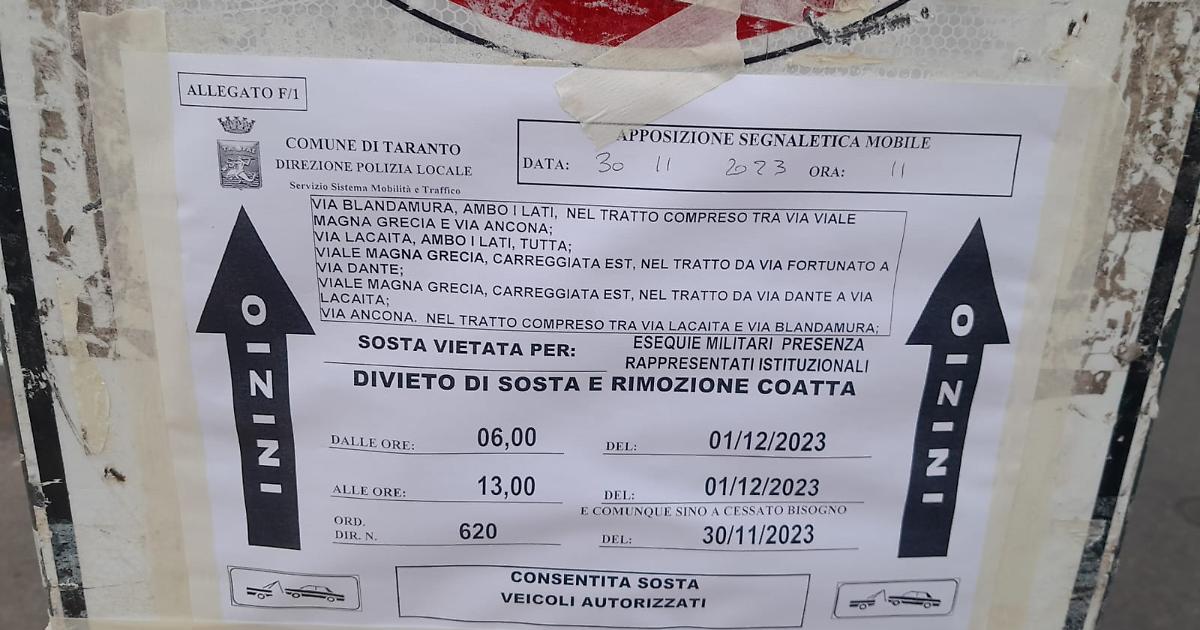 ALLEGATO F/1
COMUNE DI TARANTO
DIREZIONE POLIZIA LOCALE
Servizio Sistema Mobilità e Traffico
APPOSIZIONE SEGNALETICA MOBILE
DATA: 30 11 2023 ORA: 11
VIA BLANDAMURA, AMBO I LATI, NEL TRATTO COMPRESO TRA VIA VIALE
MAGNA GRECIA E VIA ANCONA;
VIA LACAITA, AMBO I LATI, TUTTA;
VIALE MAGNA GRECIA, CARREGGIATA EST, NEL TRATTO DA VIA FORTUNATO A
VIA DANTE;
VIALE MAGNA GRECIA, CARREGGIATA EST, NEL TRATTO DA VIA DANTE A VIA
LACAITA;
VIA ANCONA. NEL TRATTO COMPRESO TRA VIA LACAITA E VIA BLANDAMURA;
INIZIO
INIZIO
SOSTA VIETATA PER: ESEQUIE MILITARI PRESENZA
RAPPRESENTATI ISTITUZIONALI
DIVIETO DI SOSTA E RIMOZIONE COATTA
DALLE ORE: 06,00 DEL: 01/12/2023
ALLE ORE: 13,00 DEL: 01/12/2023
E COMUNQUE SINO A CESSATO BISOGNO
ORD.
DIR. N. 620 DEL: 30/11/2023
CONSENTITA SOSTA
VEICOLI AUTORIZZATI